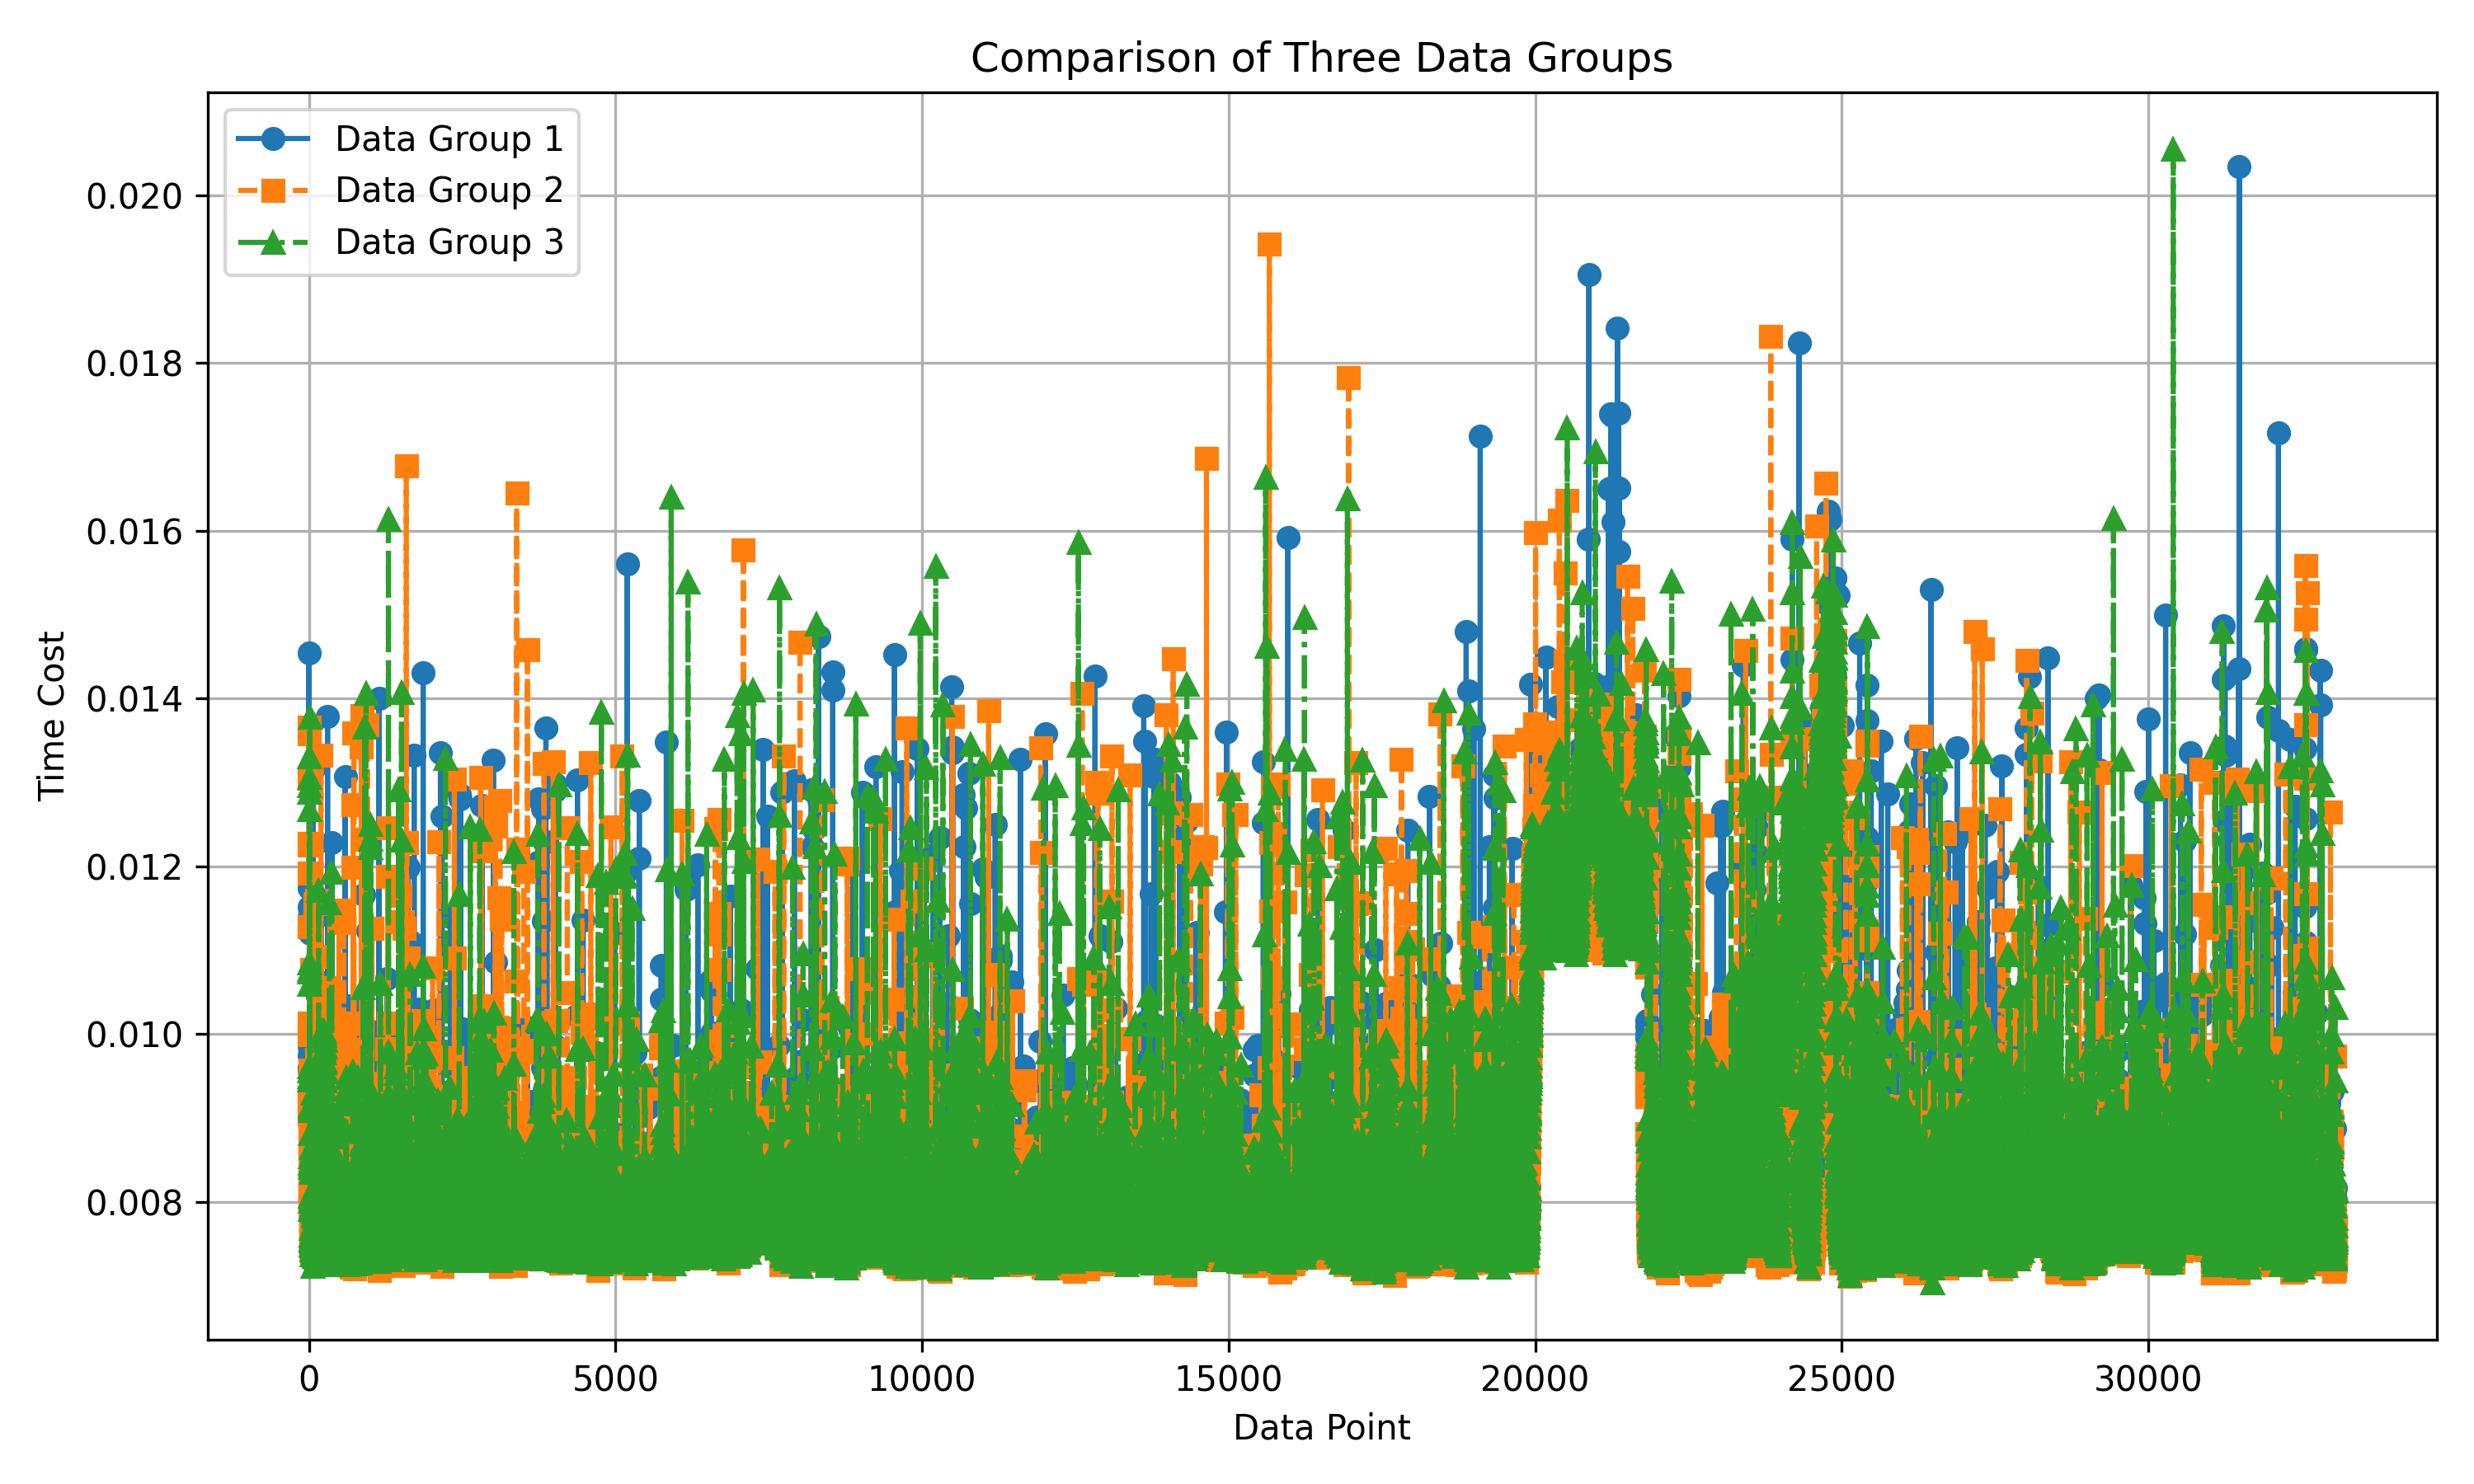 Comparison of Three Data Groups
Data Group 1
Data Group 2
Data Group 3
Time Cost
0.020
0.018
0.016
0.014
0.012
0.010
0.008
0
5000
10000
15000
20000
25000
30000
Data Point